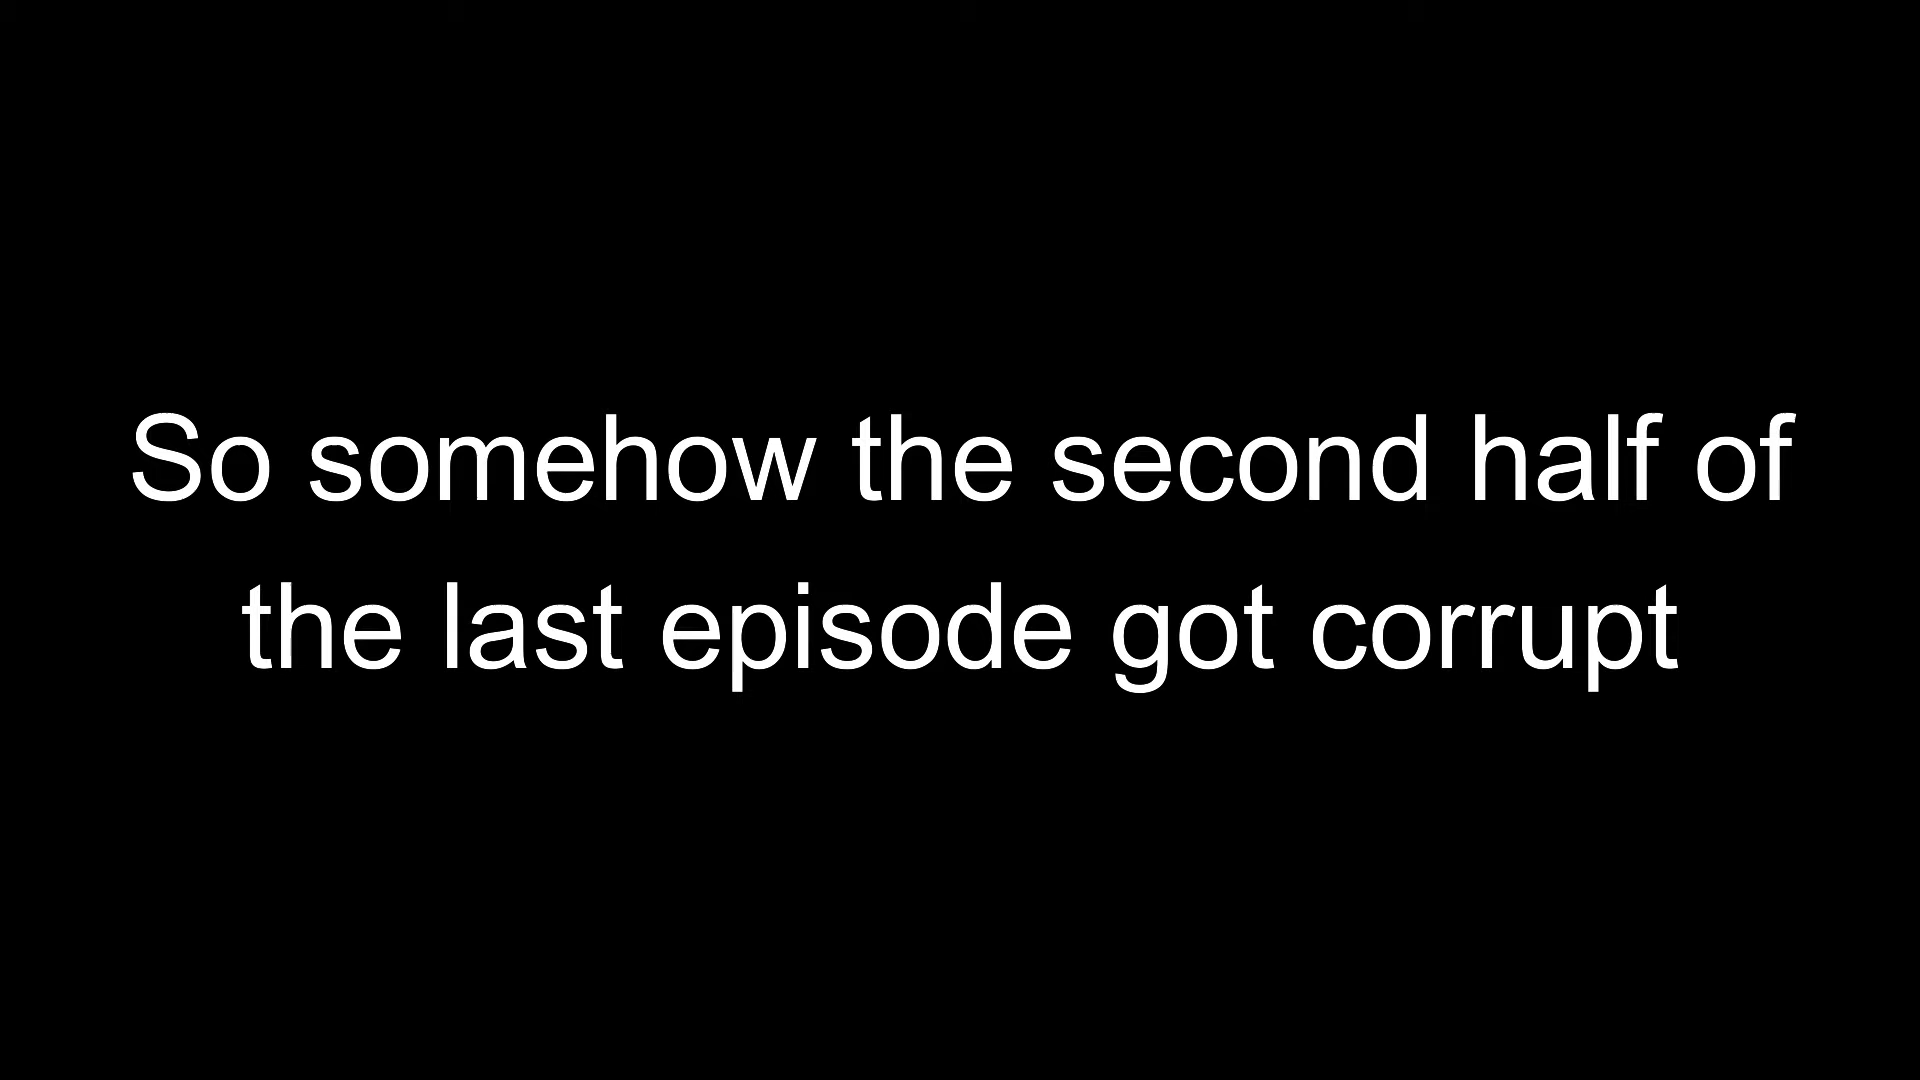 So somehow the second half of
the last episode got corrupt